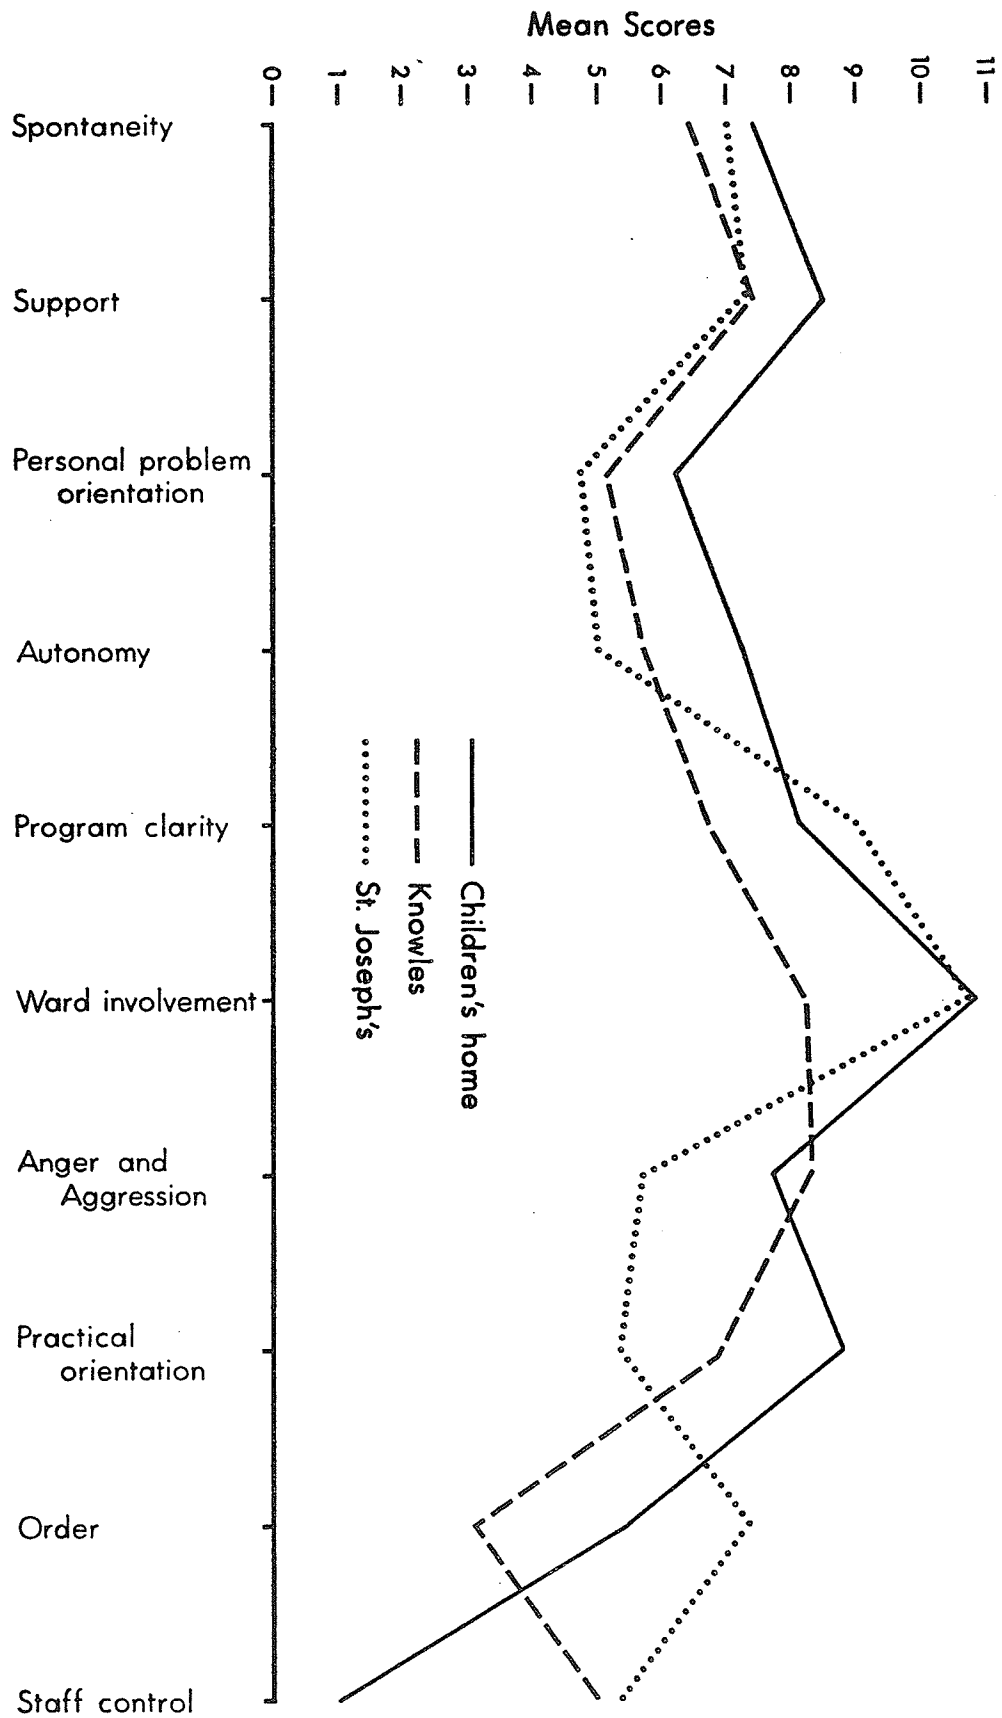 Mean Scores
0
1
2
3
4
5
6
7
8
9
10
11
Spontaneity
Support
Personal problem
orientation
Autonomy
Program clarity
Ward involvement
Anger and
Aggression
Practical
orientation
Order
Staff control
Children's home
Knowles
St. Joseph's